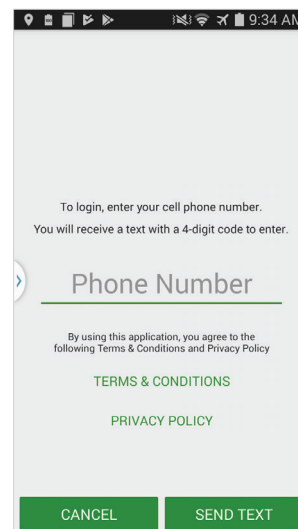 9:34 AM
To login, enter your cell phone number.
You will receive a text with a 4-digit code to enter.
Phone Number
By using this application, you agree to the
following Terms & Conditions and Privacy Policy
TERMS & CONDITIONS
PRIVACY POLICY
CANCEL
SEND TEXT